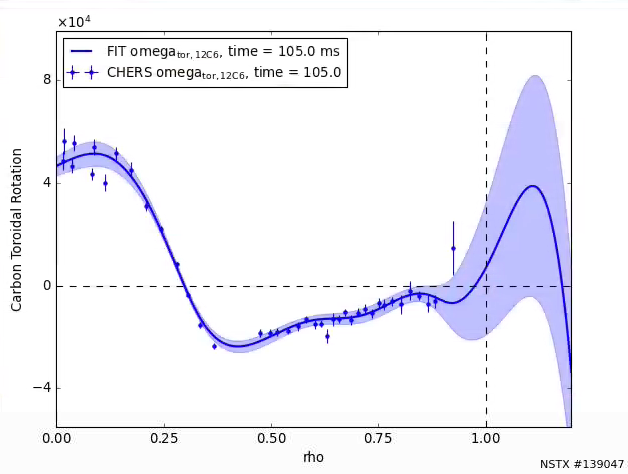 ×10⁴
FIT omega_tor, 12C6, time = 105.0 ms
CHERS omega_tor, 12C6, time = 105.0
8
4
0
−4
Carbon Toroidal Rotation
0.00 0.25 0.50 0.75 1.00
rho
NSTX #139047